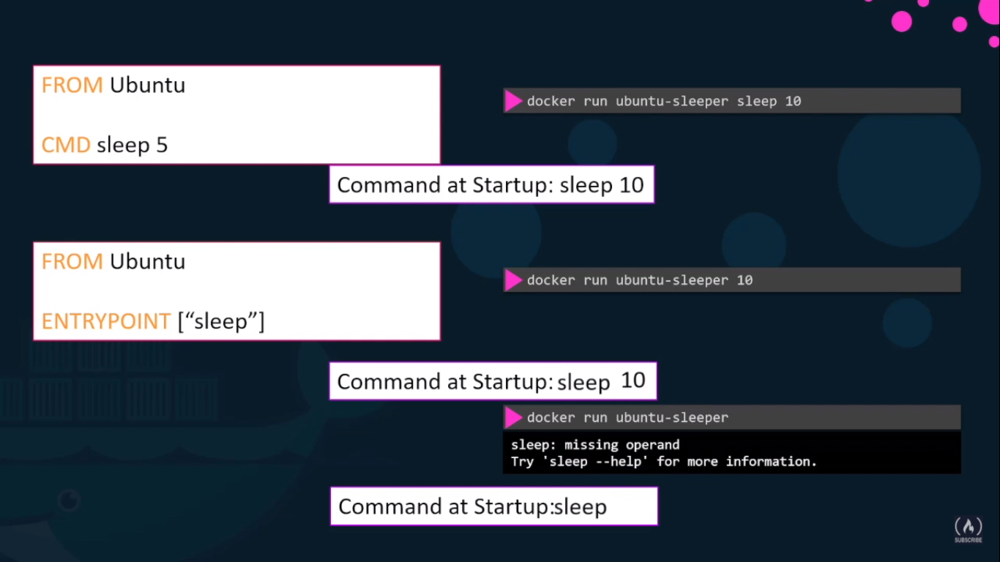 FROM Ubuntu
CMD sleep 5
docker run ubuntu-sleeper sleep 10
Command at Startup: sleep 10
FROM Ubuntu
ENTRYPOINT [“sleep”]
docker run ubuntu-sleeper 10
Command at Startup: sleep 10
docker run ubuntu-sleeper
sleep: missing operand
Try 'sleep --help' for more information.
Command at Startup:sleep
SUBSCRIBE